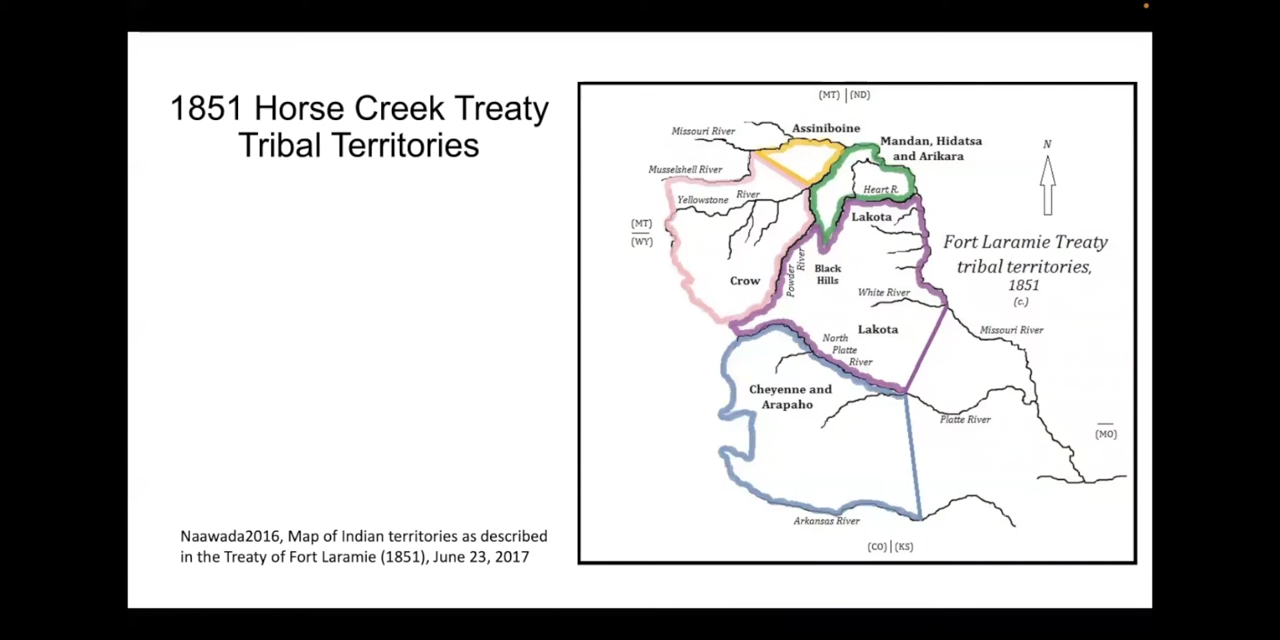 1851 Horse Creek Treaty
Tribal Territories
Naawada2016, Map of Indian territories as described
in the Treaty of Fort Laramie (1851), June 23, 2017
(MT) | (ND)
Missouri River
Assiniboine
Mandan, Hidatsa
and Arikara
N
Musselshell River
Heart R.
Yellowstone River
Lakota
(MT)
(WY)
Fort Laramie Treaty
tribal territories,
1851
(c.)
Crow
Powder
River
Black
Hills
White River
Lakota
Missouri River
North
Platte
River
Cheyenne and
Arapaho
Platte River
(MO)
Arkansas River
(CO) | (KS)